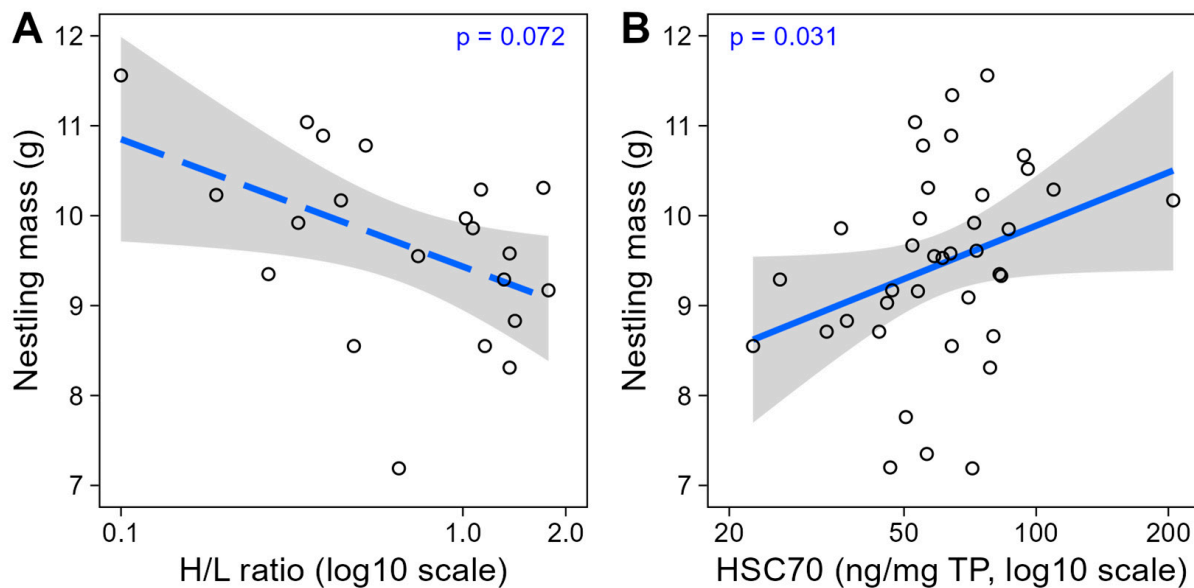 A
p = 0.072
Nestling mass (g)
12
11
10
9
8
7
0.1
1.0
2.0
H/L ratio (log10 scale)
B
p = 0.031
Nestling mass (g)
12
11
10
9
8
7
20
50
100
200
HSC70 (ng/mg TP, log10 scale)